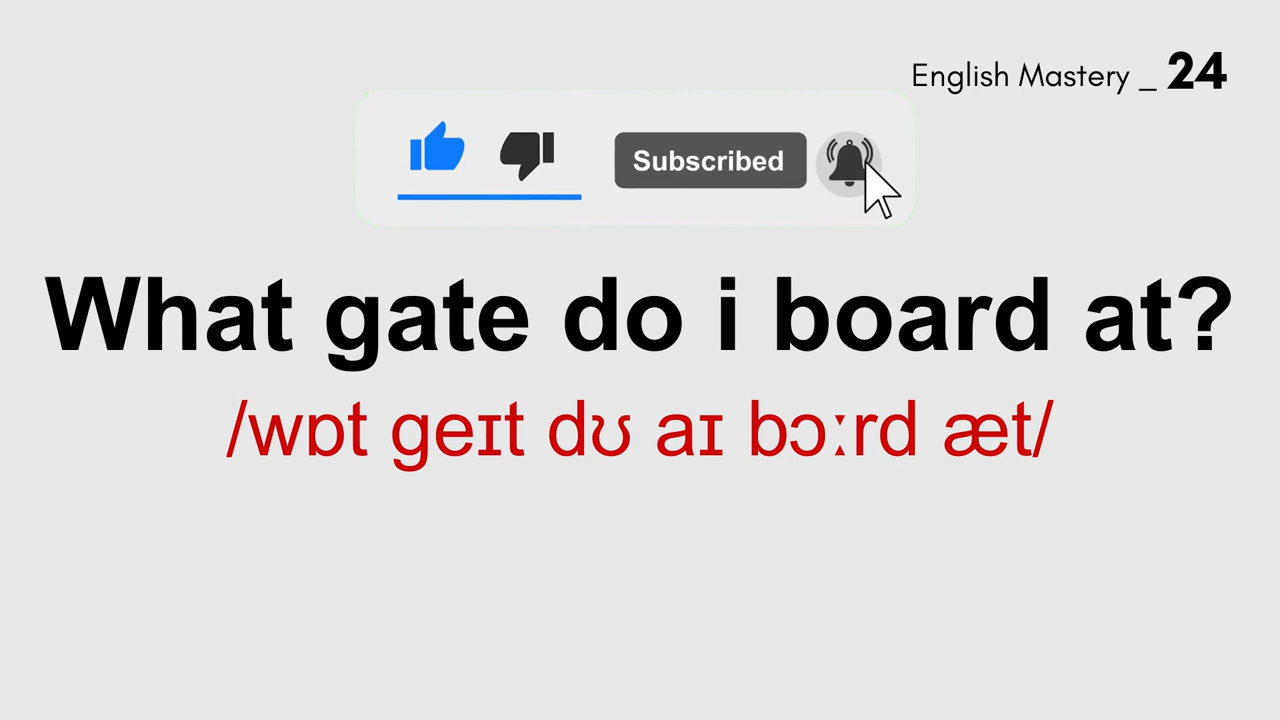 English Mastery _ 24
Subscribed
What gate do i board at?
/wɒt geɪt dʊ aɪ bɔːrd æt/